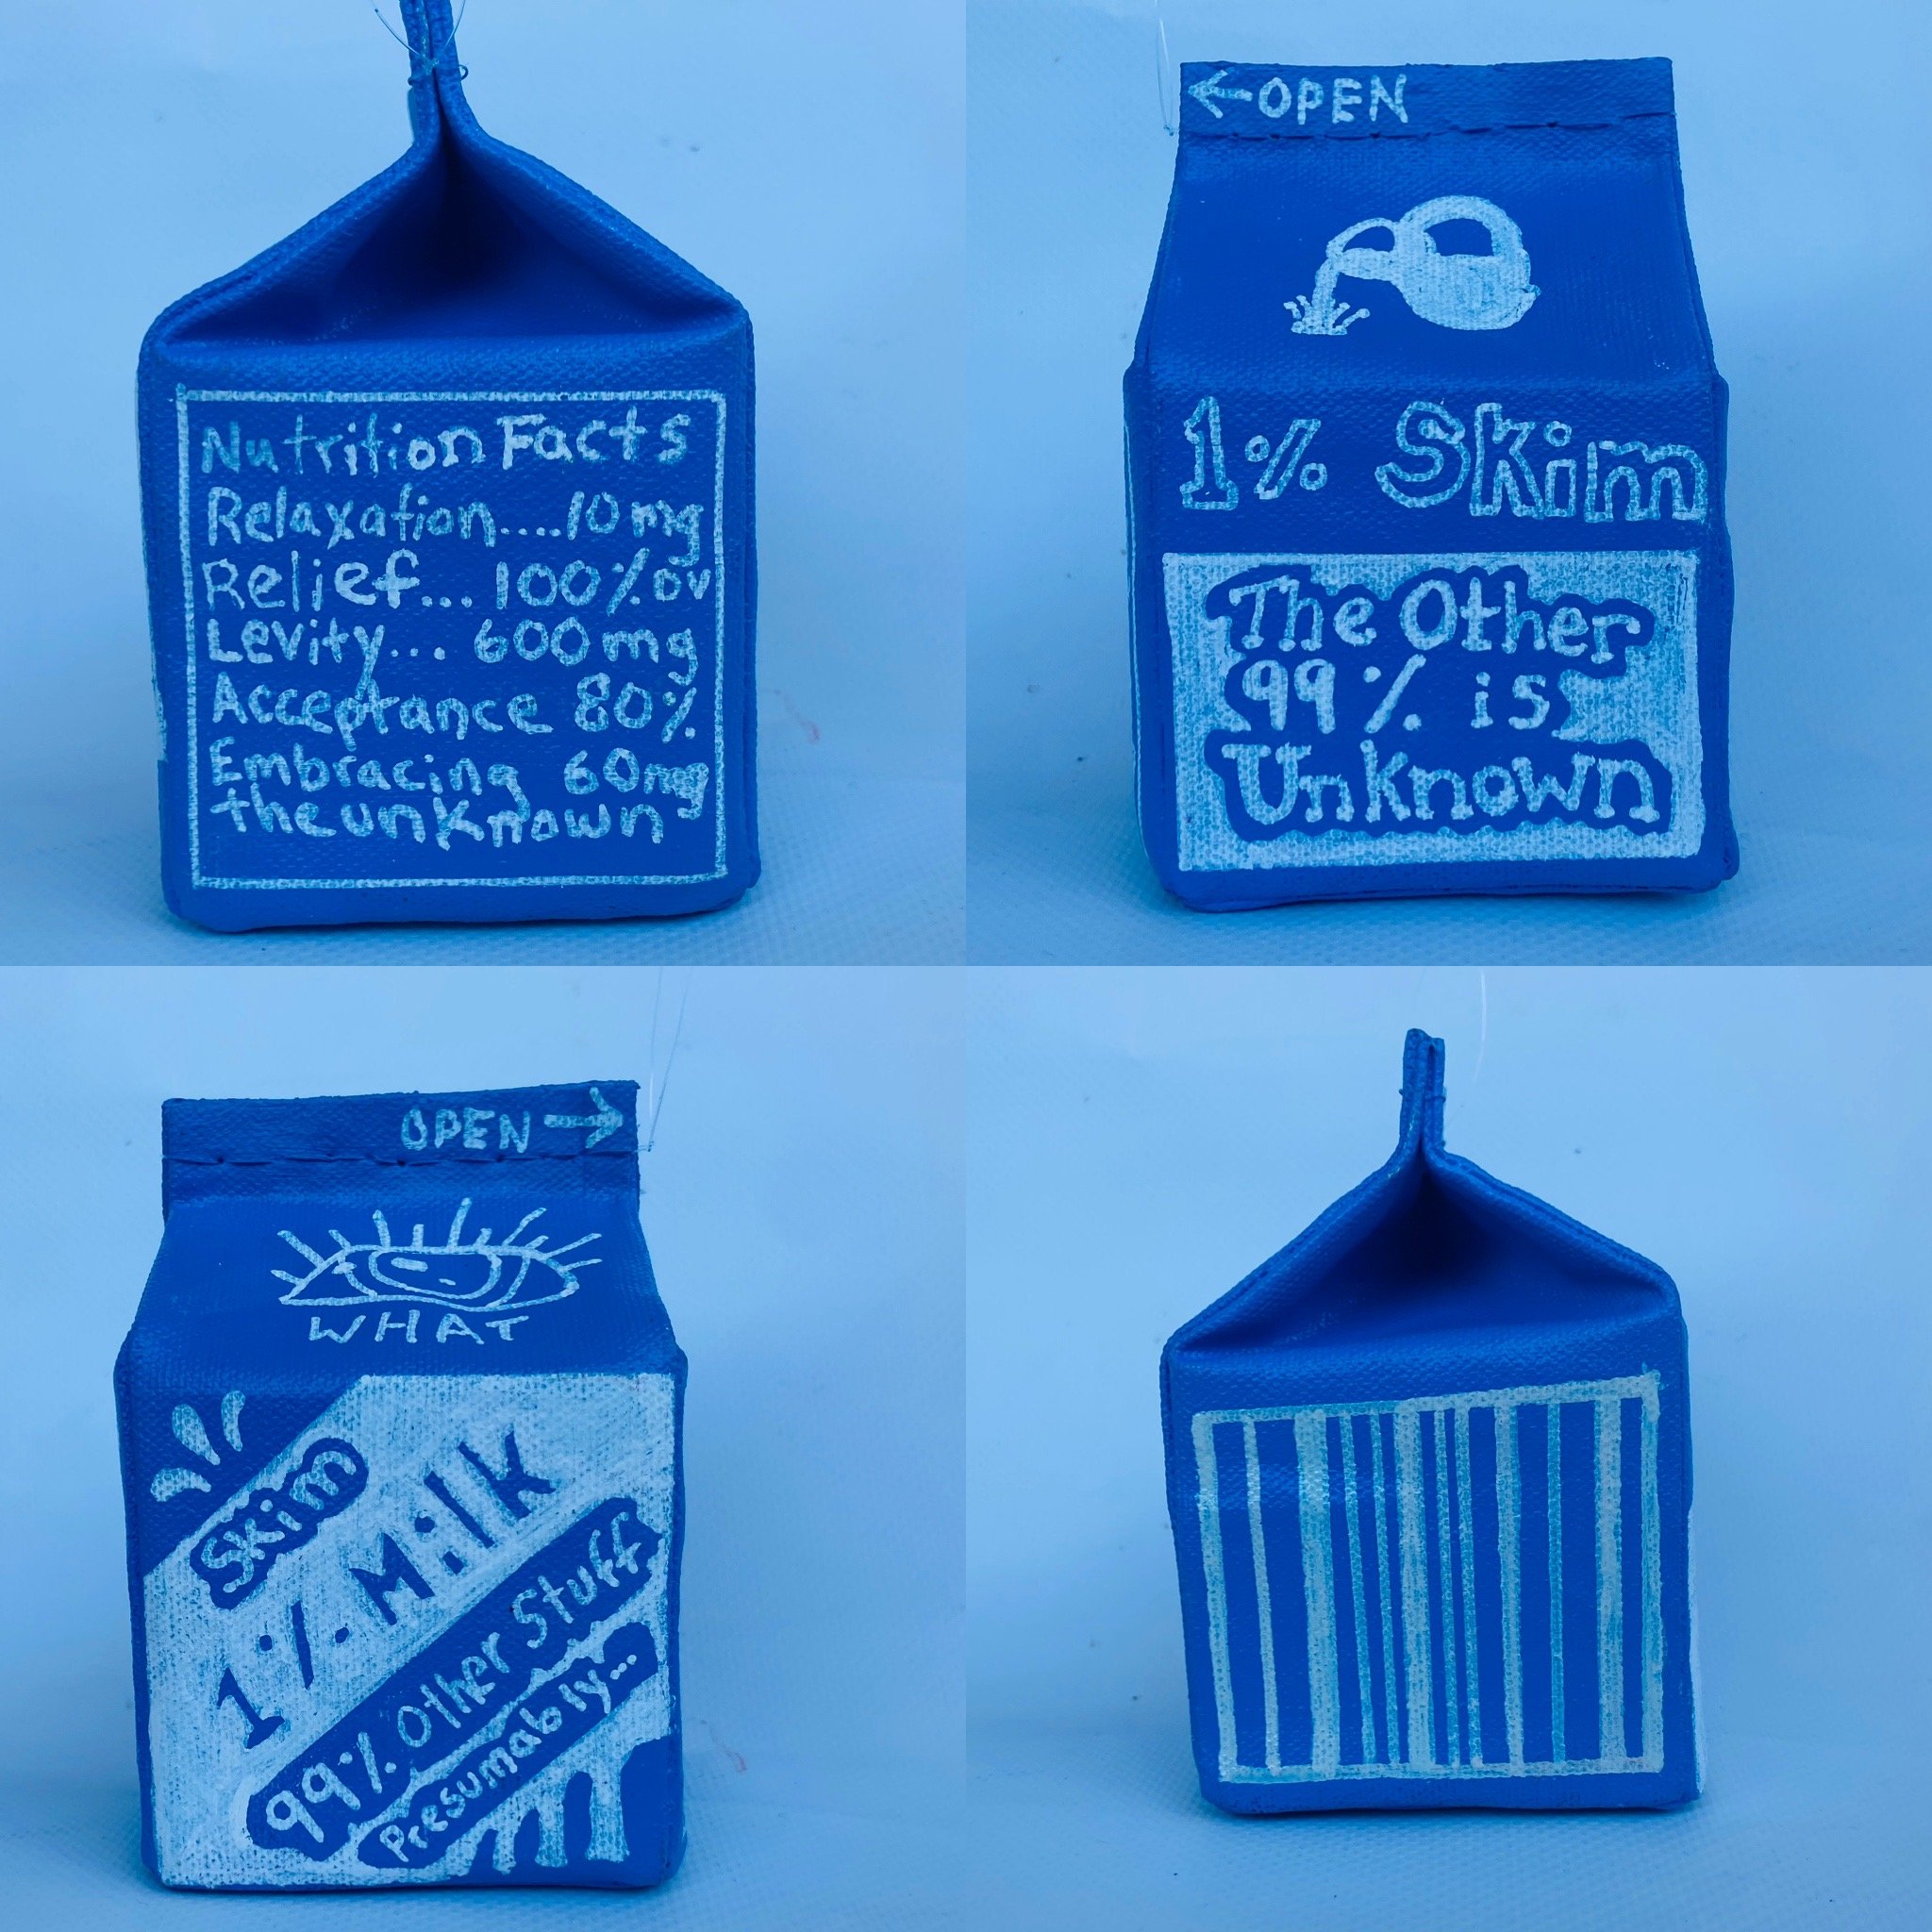 Nutrition Facts
Relaxation....10mg
Relief... 100% ov
Levity... 600mg
Acceptance 80%
Embracing 60mg
the unknown
←OPEN
1% Skim
The Other
99% is
Unknown
OPEN→
WHAT
Skim
1% Milk
99% Other Stuff
Presumably...